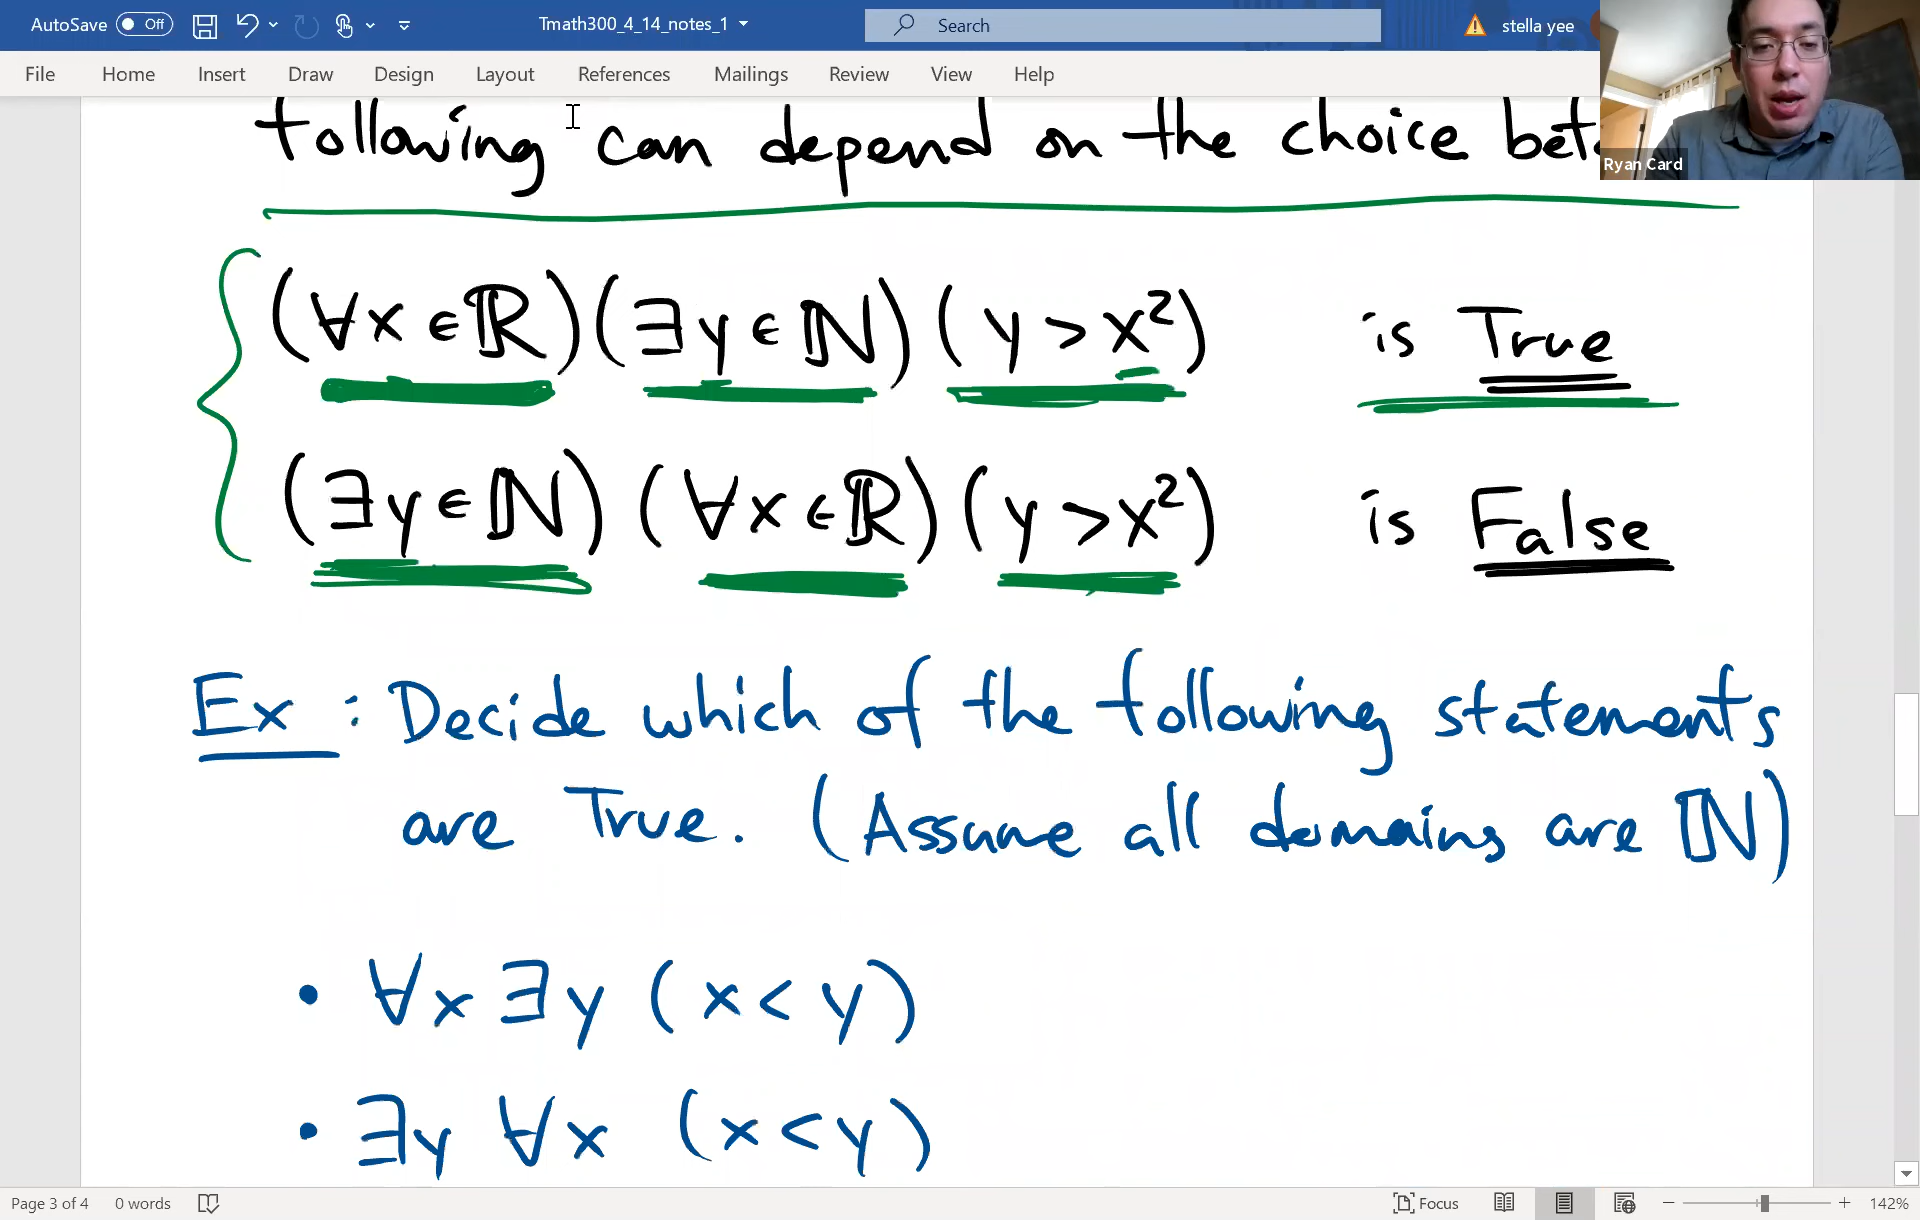 AutoSave Off Tmath300_4_14_notes_1 Search stella yee
File Home Insert Draw Design Layout References Mailings Review View Help
Ryan Card
following can depend on the choice
(∀x∈ℝ)(∃y∈ℕ)(y>x²) is True
(∃y∈ℕ)(∀x∈ℝ)(y>x²) is False
Ex: Decide which of the following statements
are True. (Assume all domains are ℕ)
• ∀x∃y (x<y)
• ∃y ∀x (x<y)
Page 3 of 4 0 words Focus 142%